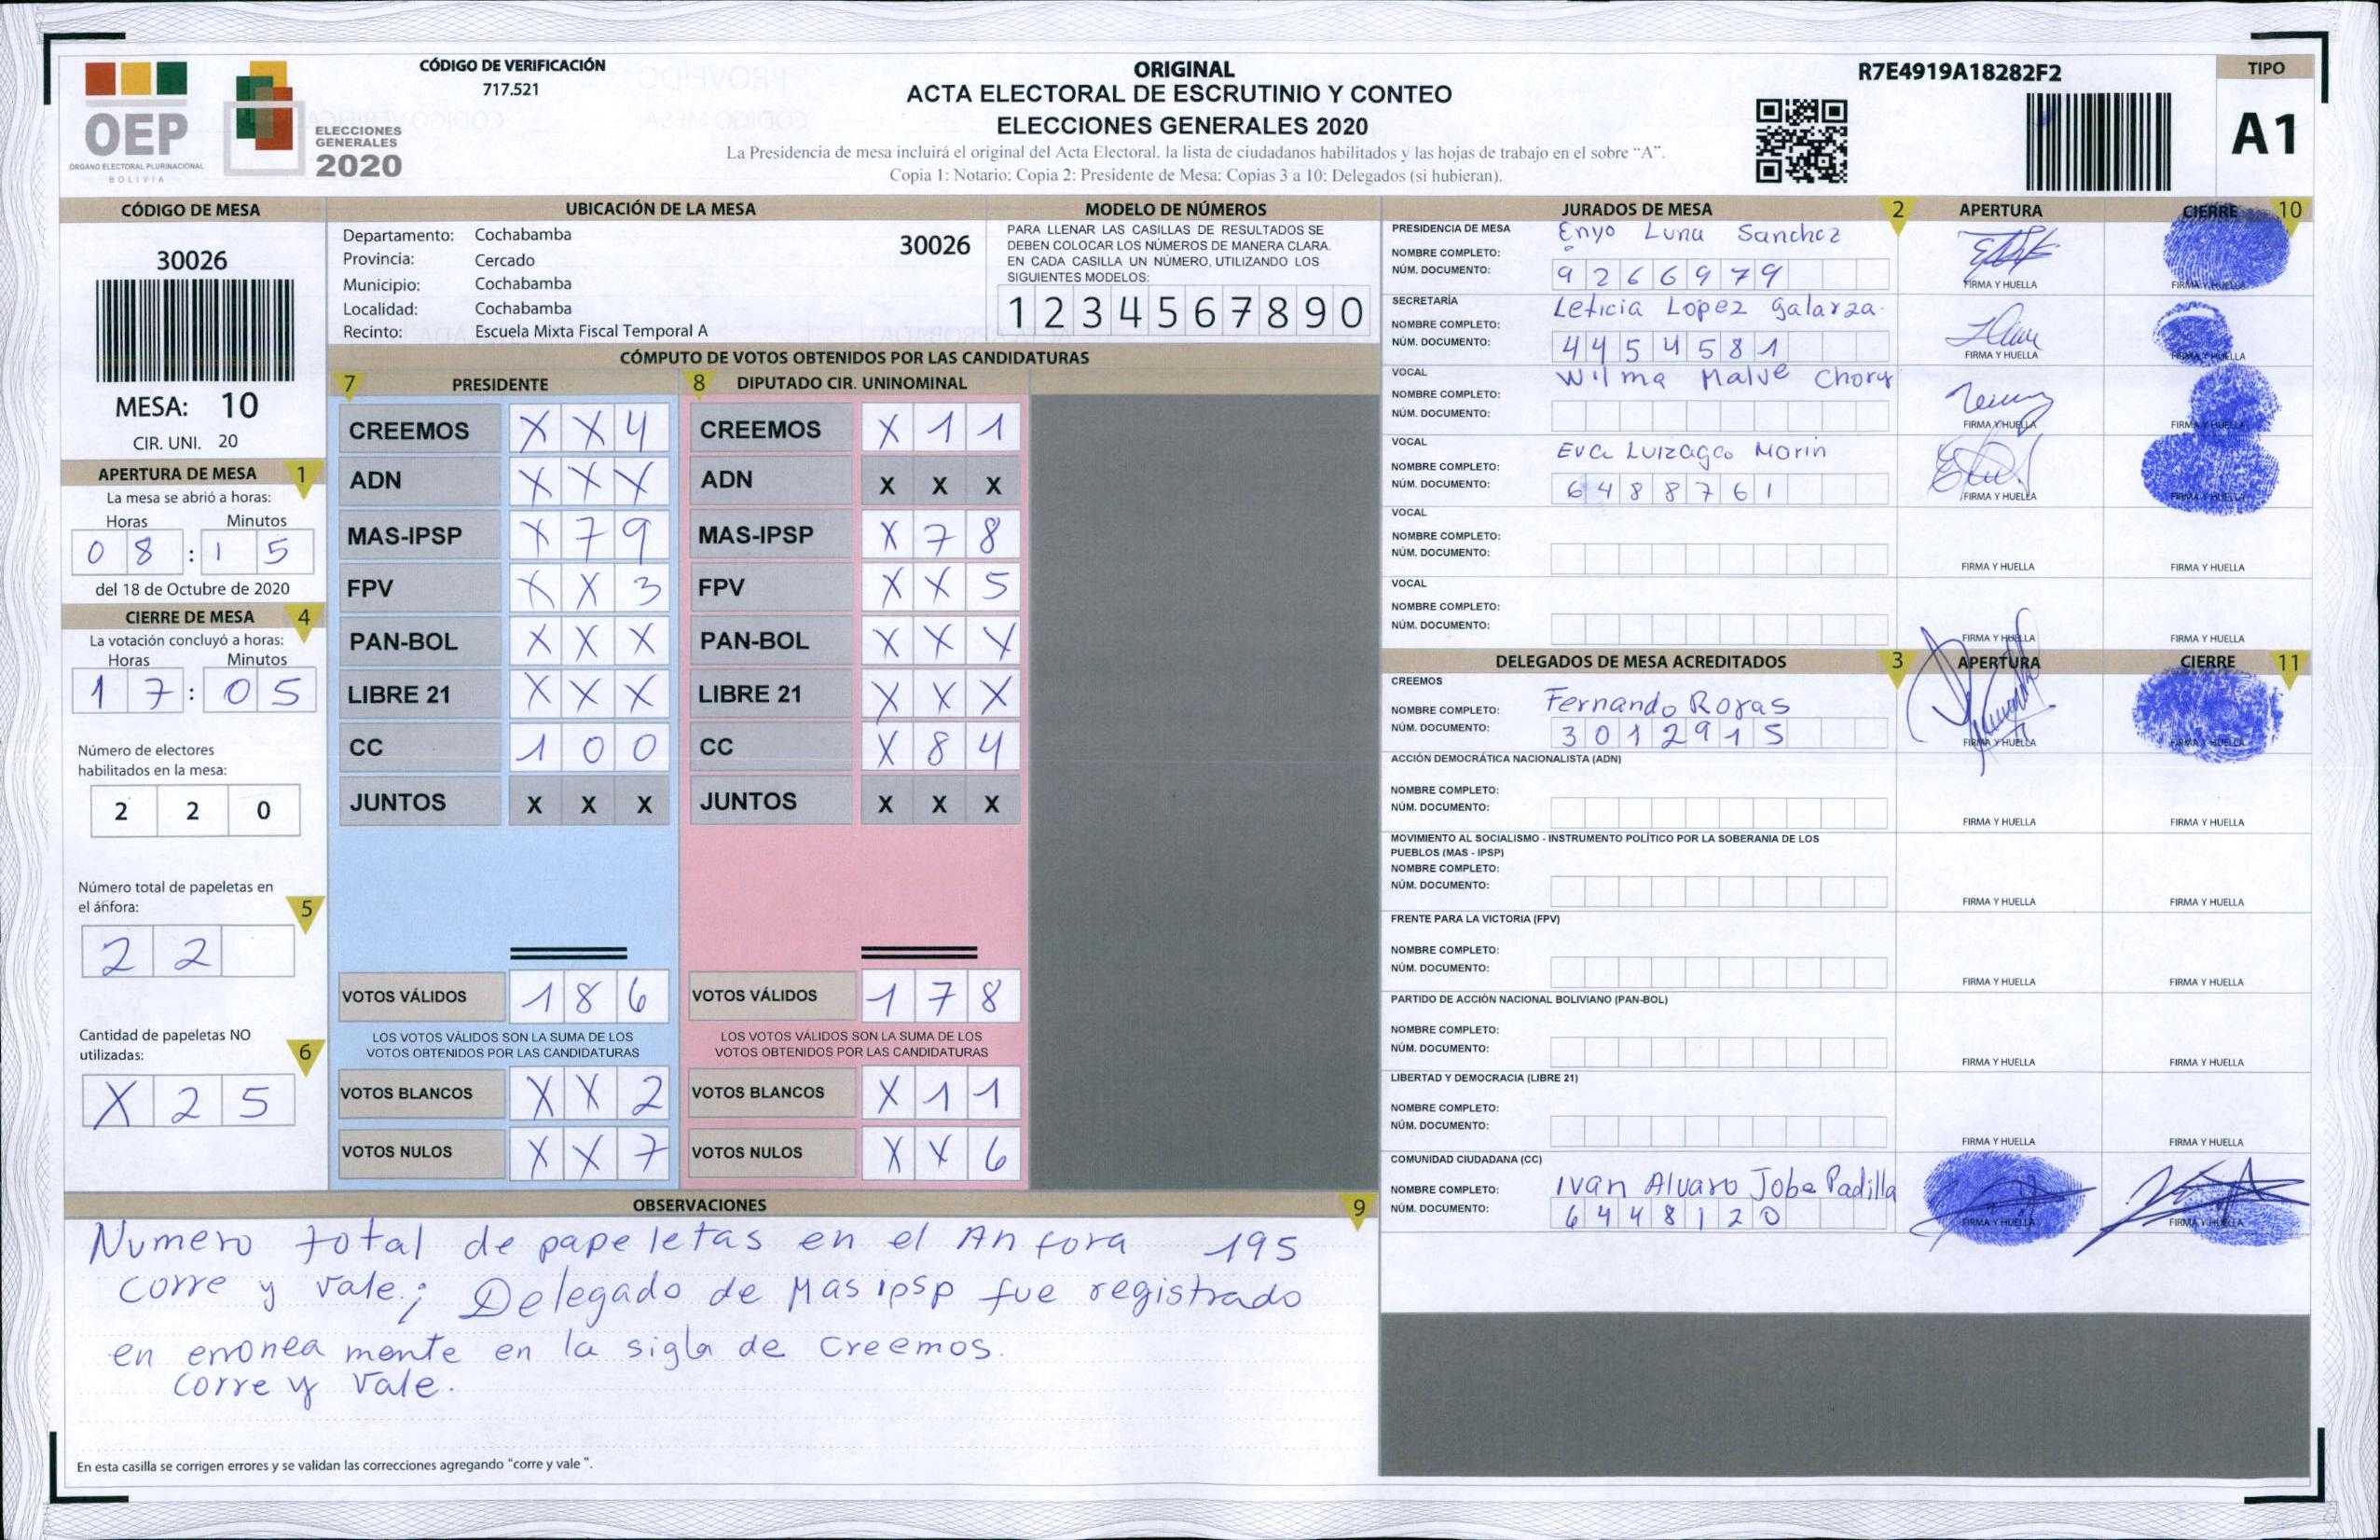 CÓDIGO DE VERIFICACIÓN
717.521
OEP
ÓRGANO ELECTORAL PLURINACIONAL
BOLIVIA
ELECCIONES
GENERALES
2020
ORIGINAL
ACTA ELECTORAL DE ESCRUTINIO Y CONTEO
ELECCIONES GENERALES 2020
La Presidencia de mesa incluirá el original del Acta Electoral, la lista de ciudadanos habilitados y las hojas de trabajo en el sobre “A”.
Copia 1: Notario; Copia 2: Presidente de Mesa; Copias 3 a 10: Delegados (si hubieran).
R7E4919A18282F2
TIPO
A1
CÓDIGO DE MESA
30026
MESA: 10
CIR. UNI. 20
APERTURA DE MESA 1
La mesa se abrió a horas:
Horas Minutos
0 8 : 1 5
del 18 de Octubre de 2020
CIERRE DE MESA 4
La votación concluyó a horas:
Horas Minutos
1 7 : 0 5
Número de electores
habilitados en la mesa:
2 2 0
Número total de papeletas en
el ánfora: 5
2 2
Cantidad de papeletas NO
utilizadas: 6
X 2 5
UBICACIÓN DE LA MESA
Departamento: Cochabamba 30026
Provincia: Cercado
Municipio: Cochabamba
Localidad: Cochabamba
Recinto: Escuela Mixta Fiscal Temporal A
MODELO DE NÚMEROS
PARA LLENAR LAS CASILLAS DE RESULTADOS SE
DEBEN COLOCAR LOS NÚMEROS DE MANERA CLARA.
EN CADA CASILLA UN NÚMERO, UTILIZANDO LOS
SIGUIENTES MODELOS:
1 2 3 4 5 6 7 8 9 0
CÓMPUTO DE VOTOS OBTENIDOS POR LAS CANDIDATURAS
7 PRESIDENTE
CREEMOS X X 4
ADN X X X
MAS-IPSP X 7 9
FPV X X 3
PAN-BOL X X X
LIBRE 21 X X X
CC 1 0 0
JUNTOS X X X
VOTOS VÁLIDOS 1 8 6
LOS VOTOS VÁLIDOS SON LA SUMA DE LOS
VOTOS OBTENIDOS POR LAS CANDIDATURAS
VOTOS BLANCOS X X 2
VOTOS NULOS X X 7
8 DIPUTADO CIR. UNINOMINAL
CREEMOS X 1 1
ADN X X X
MAS-IPSP X 7 8
FPV X X 5
PAN-BOL X X X
LIBRE 21 X X X
CC X 8 4
JUNTOS X X X
VOTOS VÁLIDOS 1 7 8
LOS VOTOS VÁLIDOS SON LA SUMA DE LOS
VOTOS OBTENIDOS POR LAS CANDIDATURAS
VOTOS BLANCOS X 1 1
VOTOS NULOS X X 6
OBSERVACIONES 9
Numero total de papeletas en el Anfora 195
corre y vale; Delegado de Mas ipsp fue registrado
en erronea mente en la sigla de Creemos.
corre y vale.
En esta casilla se corrigen errores y se validan las correcciones agregando “corre y vale ”.
JURADOS DE MESA 2 APERTURA CIERRE 10
PRESIDENCIA DE MESA
NOMBRE COMPLETO: Enyo Luna Sanchez
NÚM. DOCUMENTO: 9 2 6 6 9 7 9
FIRMA Y HUELLA FIRMA Y HUELLA
SECRETARÍA
NOMBRE COMPLETO: Leticia Lopez Galarza
NÚM. DOCUMENTO: 4 4 5 4 5 8 1
FIRMA Y HUELLA FIRMA Y HUELLA
VOCAL
NOMBRE COMPLETO: Wilma Malve
NÚM. DOCUMENTO:
FIRMA Y HUELLA FIRMA Y HUELLA
VOCAL
NOMBRE COMPLETO: Eva Luizaga Morin
NÚM. DOCUMENTO: 6 4 8 8 7 6 1
FIRMA Y HUELLA FIRMA Y HUELLA
VOCAL
NOMBRE COMPLETO:
NÚM. DOCUMENTO:
FIRMA Y HUELLA FIRMA Y HUELLA
VOCAL
NOMBRE COMPLETO:
NÚM. DOCUMENTO:
FIRMA Y HUELLA FIRMA Y HUELLA
DELEGADOS DE MESA ACREDITADOS 3 APERTURA CIERRE 11
CREEMOS
NOMBRE COMPLETO: Fernando Rojas
NÚM. DOCUMENTO: 3 0 1 2 9 1 5
FIRMA Y HUELLA FIRMA Y HUELLA
ACCIÓN DEMOCRÁTICA NACIONALISTA (ADN)
NOMBRE COMPLETO:
NÚM. DOCUMENTO:
FIRMA Y HUELLA FIRMA Y HUELLA
MOVIMIENTO AL SOCIALISMO - INSTRUMENTO POLÍTICO POR LA SOBERANIA DE LOS
PUEBLOS (MAS - IPSP)
NOMBRE COMPLETO:
NÚM. DOCUMENTO:
FIRMA Y HUELLA FIRMA Y HUELLA
FRENTE PARA LA VICTORIA (FPV)
NOMBRE COMPLETO:
NÚM. DOCUMENTO:
FIRMA Y HUELLA FIRMA Y HUELLA
PARTIDO DE ACCIÓN NACIONAL BOLIVIANO (PAN-BOL)
NOMBRE COMPLETO:
NÚM. DOCUMENTO:
FIRMA Y HUELLA FIRMA Y HUELLA
LIBERTAD Y DEMOCRACIA (LIBRE 21)
NOMBRE COMPLETO:
NÚM. DOCUMENTO:
FIRMA Y HUELLA FIRMA Y HUELLA
COMUNIDAD CIUDADANA (CC)
NOMBRE COMPLETO: Ivan Alvaro Padilla
NÚM. DOCUMENTO: 6 4 4 8 1 2 0
FIRMA Y HUELLA FIRMA Y HUELLA